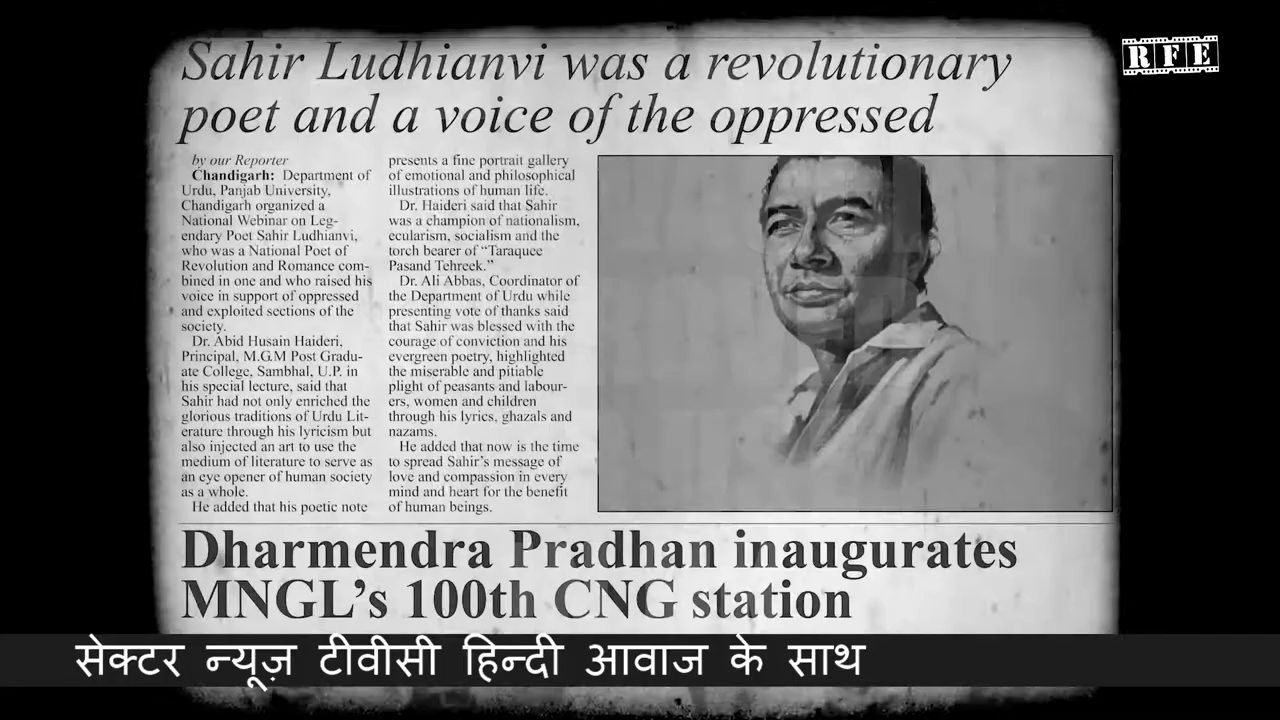 Sahir Ludhianvi was a revolutionary
poet and a voice of the oppressed
RFE
by our Reporter
Chandigarh: Department of
Urdu, Panjab University,
Chandigarh organized a
National Webinar on Leg-
endary Poet Sahir Ludhianvi,
who was a National Poet of
Revolution and Romance com-
bined in one and who raised his
voice in support of oppressed
and exploited sections of the
society.
Dr. Abid Husain Haideri,
Principal, M.G.M Post Gradu-
ate College, Sambhal, U.P. in
his special lecture, said that
Sahir had not only enriched the
glorious traditions of Urdu Lit-
erature through his lyricism but
also injected an art to use the
medium of literature to serve as
an eye opener of human society
as a whole.
He added that his poetic note
presents a fine portrait gallery
of emotional and philosophical
illustrations of human life.
Dr. Haideri said that Sahir
was a champion of nationalism,
ecularism, socialism and the
torch bearer of “Taraquee
Pasand Tehreek.”
Dr. Ali Abbas, Coordinator of
the Department of Urdu while
presenting vote of thanks said
that Sahir was blessed with the
courage of conviction and his
evergreen poetry, highlighted
the miserable and pitiable
plight of peasants and labour-
ers, women and children
through his lyrics, ghazals and
nazams.
He added that now is the time
to spread Sahir’s message of
love and compassion in every
mind and heart for the benefit
of human beings.
Dharmendra Pradhan inaugurates
MNGL’s 100th CNG station
सेक्टर न्यूज़ टीवीसी हिन्दी आवाज के साथ